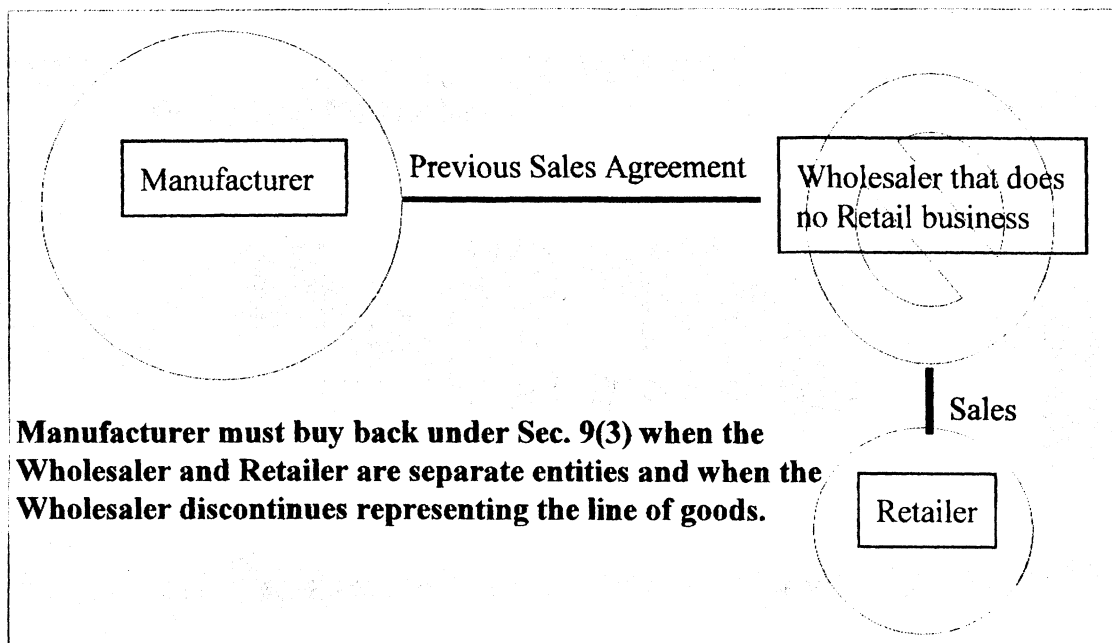 Manufacturer
Previous Sales Agreement
Wholesaler that does
no Retail business
Sales
Manufacturer must buy back under Sec. 9(3) when the
Wholesaler and Retailer are separate entities and when the
Wholesaler discontinues representing the line of goods.
Retailer